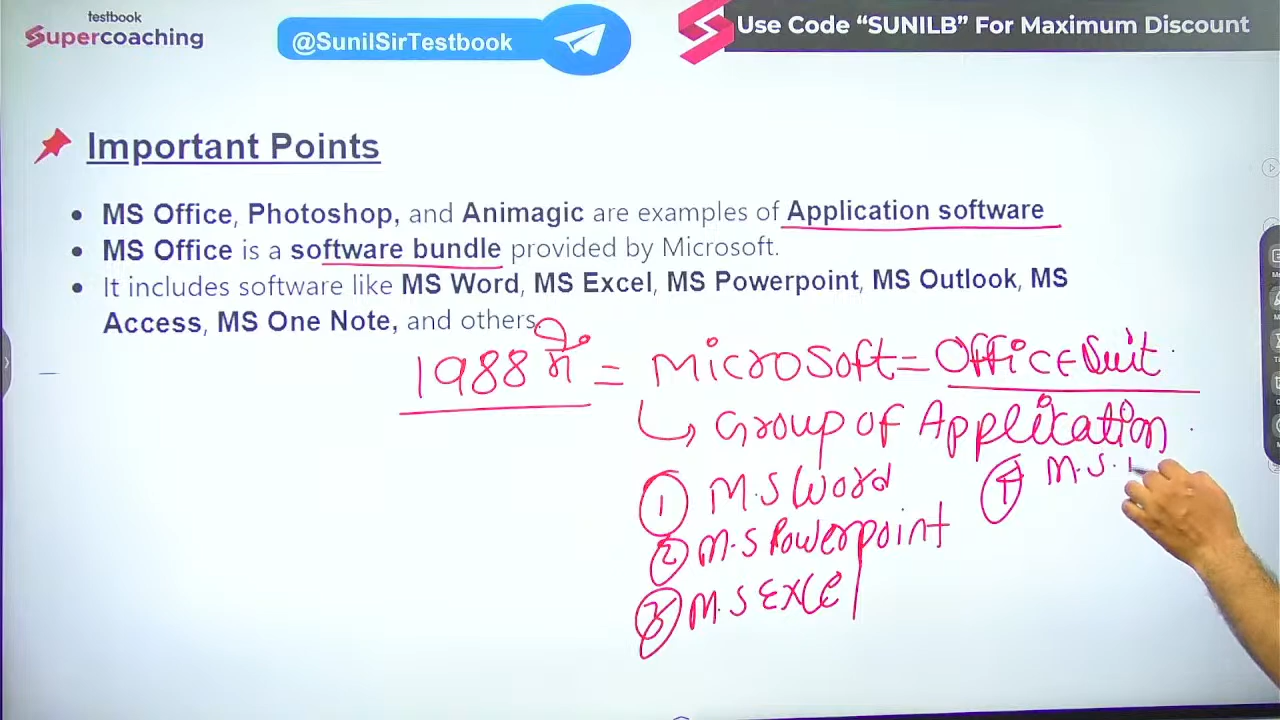 testbook
Supercoaching
@SunilSirTestbook
Use Code “SUNILB” For Maximum Discount
Important Points
• MS Office, Photoshop, and Animagic are examples of Application software
• MS Office is a software bundle provided by Microsoft.
• It includes software like MS Word, MS Excel, MS Powerpoint, MS Outlook, MS
Access, MS One Note, and others.
1988 में = Microsoft = Office Suit
Group of Application
1 M.S Word
2 M.S Powerpoint
3 M.S Excel
4 M.S.